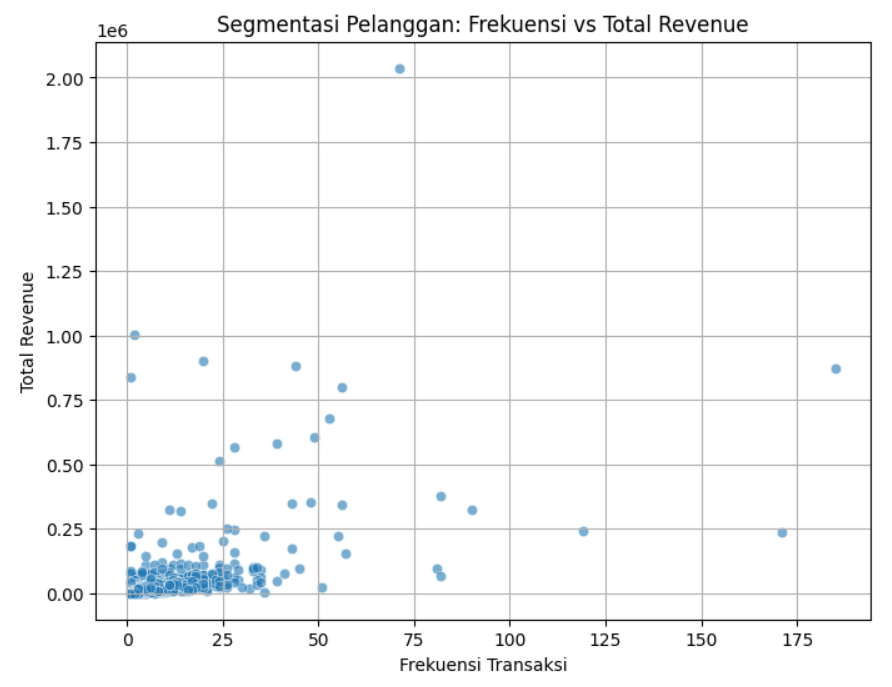 Segmentasi Pelanggan: Frekuensi vs Total Revenue
1e6
2.00
1.75
1.50
1.25
1.00
0.75
0.50
0.25
0.00
Total Revenue
0 25 50 75 100 125 150 175
Frekuensi Transaksi